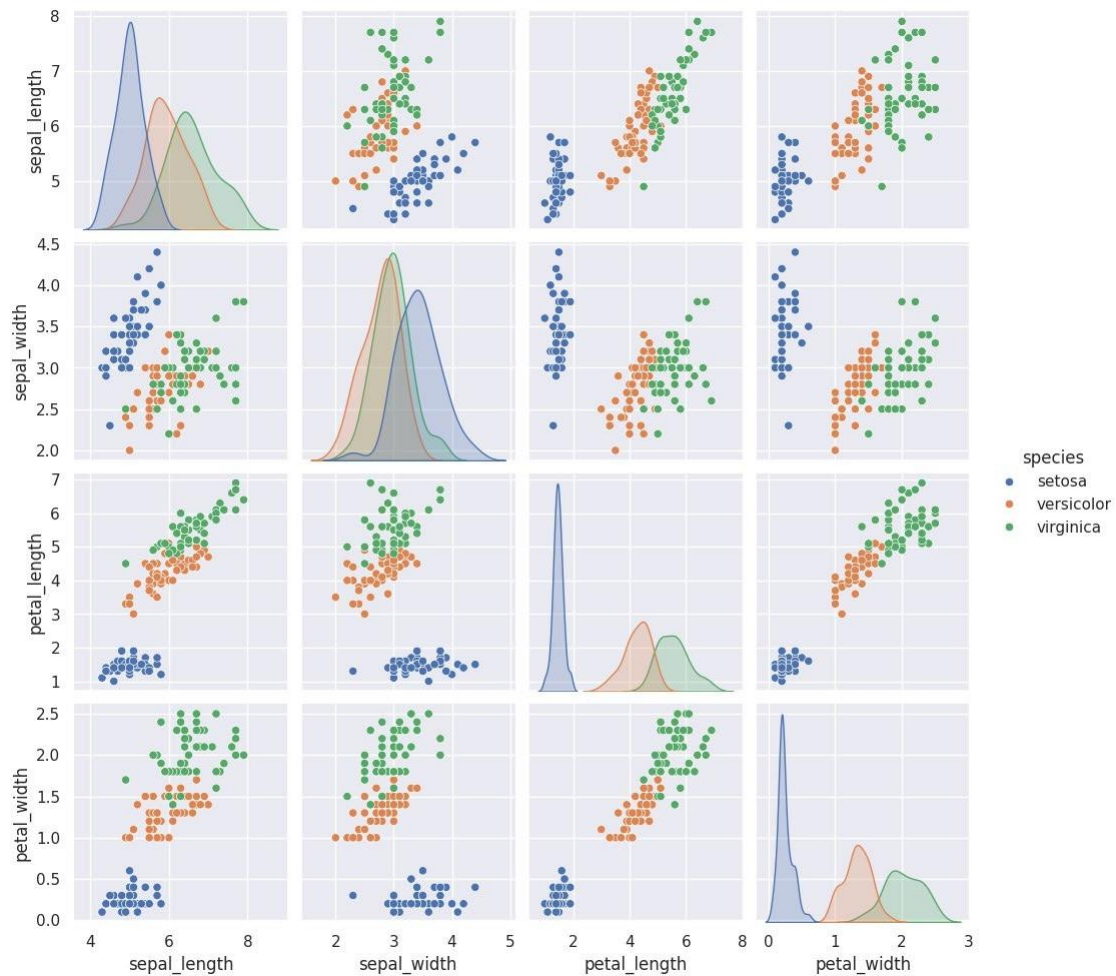 8
7
6
5
sepal_length
4.5
4.0
3.5
3.0
2.5
2.0
sepal_width
7
6
5
4
3
2
1
petal_length
2.5
2.0
1.5
1.0
0.5
0.0
petal_width
4 6 8
sepal_length
2 3 4 5
sepal_width
2 4 6 8
petal_length
0 1 2 3
petal_width
species
setosa
versicolor
virginica